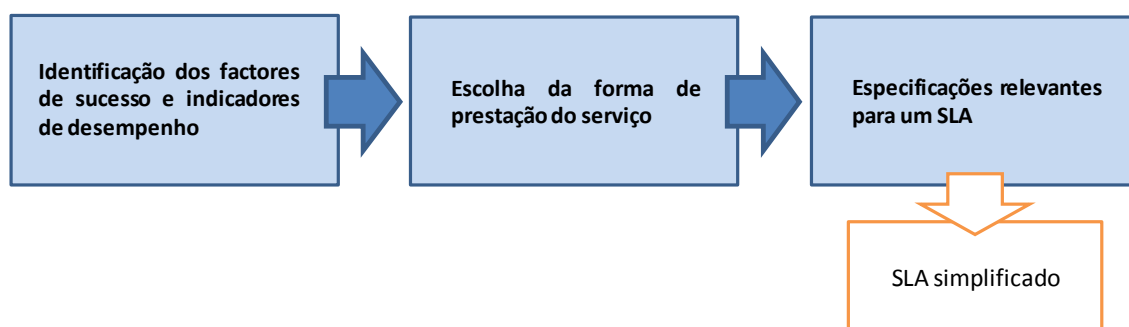 Identificação dos factores
de sucesso e indicadores
de desempenho
Escolha da forma de
prestação do serviço
Especificações relevantes
para um SLA
SLA simplificado